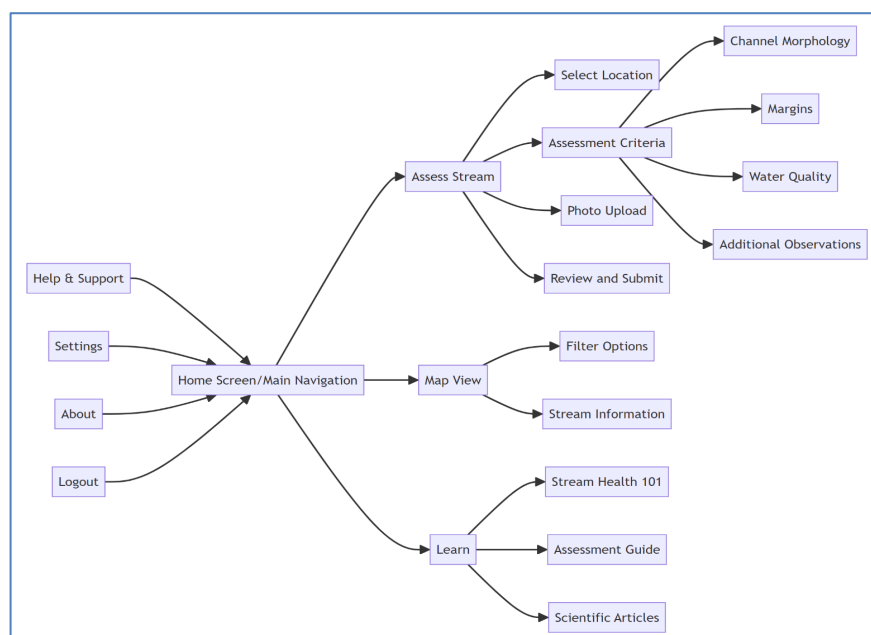 Channel Morphology
Select Location
Margins
Assessment Criteria
Assess Stream
Water Quality
Photo Upload
Additional Observations
Help & Support
Review and Submit
Settings
Filter Options
Home Screen/Main Navigation
Map View
About
Stream Information
Logout
Stream Health 101
Learn
Assessment Guide
Scientific Articles